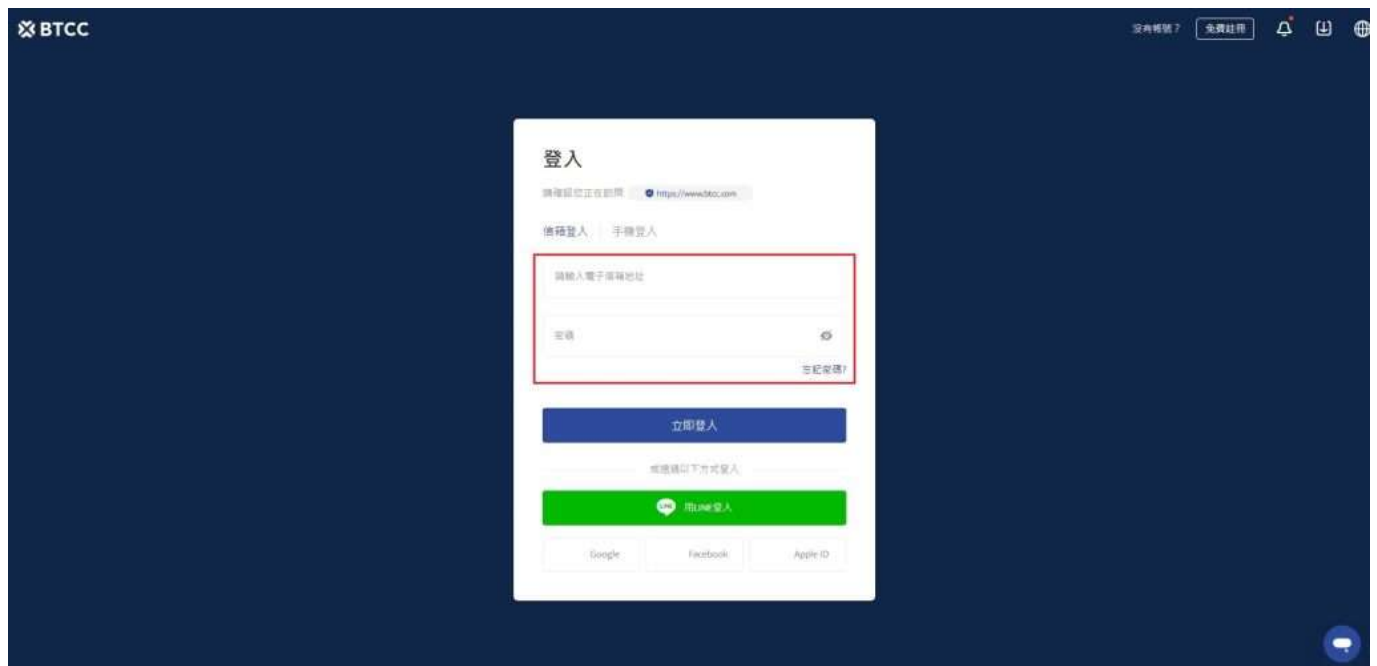 BTCC
沒有帳號？ 免費註冊
登入
請確認您正在訪問 https://www.btcc.com
信箱登入 手機登入
請輸入電子信箱地址
密碼
忘記密碼?
立即登入
或透過以下方式登入
LINE 用LINE登入
Google Facebook Apple ID